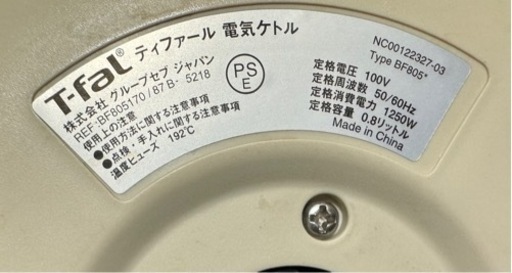 T-faL ティファール 電気ケトル
株式会社 グループセブ ジャパン
REF.:BF805170/87B- 5218
使用上の注意
●使用方法に関する注意事項
●点検・手入れに関する注意事項
温度ヒューズ 192℃
PS
E
NC00122327-03
Type BF805*
定格電圧 100V
定格周波数 50/60Hz
定格消費電力 1250W
定格容量 0.8リットル
Made in China